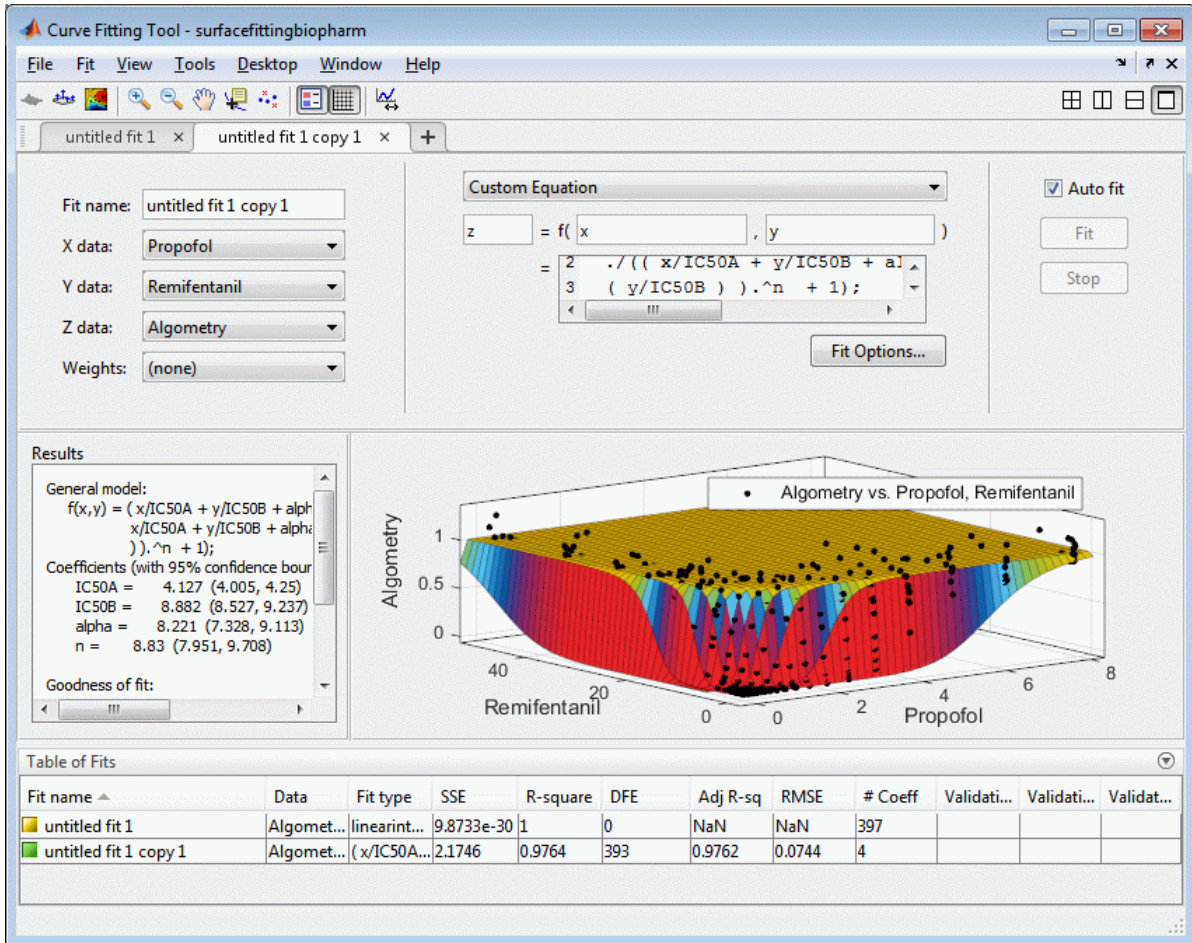 Curve Fitting Tool - surfacefittingbiopharm
File Fit View Tools Desktop Window Help
untitled fit 1 × untitled fit 1 copy 1 × +
Fit name: untitled fit 1 copy 1
X data: Propofol
Y data: Remifentanil
Z data: Algometry
Weights: (none)
Custom Equation
z = f( x , y )
= 2 ./(( x/IC50A + y/IC50B + al
3 ( y/IC50B ) ).^n + 1);
Fit Options...
Auto fit
Fit
Stop
Results
General model:
f(x,y) = ( x/IC50A + y/IC50B + alph
x/IC50A + y/IC50B + alpha
) ).^n + 1);
Coefficients (with 95% confidence bour
IC50A = 4.127 (4.005, 4.25)
IC50B = 8.882 (8.527, 9.237)
alpha = 8.221 (7.328, 9.113)
n = 8.83 (7.951, 9.708)
Goodness of fit:
Algometry vs. Propofol, Remifentanil
Algometry
1
0.5
0
40
20
0
Remifentanil
0
2
4
6
8
Propofol
Table of Fits
Fit name Data Fit type SSE R-square DFE Adj R-sq RMSE # Coeff Validati... Validati... Validat...
untitled fit 1 Algomet... linearint... 9.8733e-30 1 0 NaN NaN 397
untitled fit 1 copy 1 Algomet... ( x/IC50A... 2.1746 0.9764 393 0.9762 0.0744 4